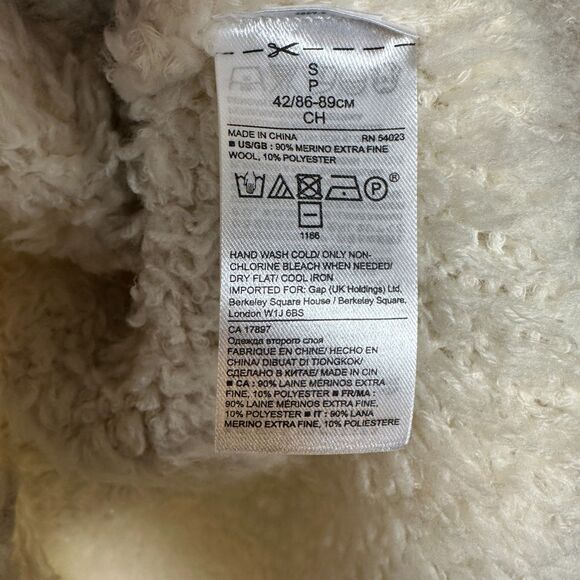 S
P
42/86-89CM
CH
MADE IN CHINA RN 54023
■ US/GB : 90% MERINO EXTRA FINE
WOOL, 10% POLYESTER
P®
1186
HAND WASH COLD/ ONLY NON-
CHLORINE BLEACH WHEN NEEDED/
DRY FLAT/ COOL IRON
IMPORTED FOR: Gap (UK Holdings) Ltd,
Berkeley Square House / Berkeley Square,
London W1J 6BS
CA 17897
Одежда второго слоя
FABRIQUE EN CHINE/ HECHO EN
CHINA/ DIBUAT DI TIONGKOK/
СДЕЛАНО В КИТАЕ/ MADE IN CIN
■ CA : 90% LAINE MÉRINOS EXTRA
FINE, 10% POLYESTER ■ FR/MA :
90% LAINE MÉRINOS EXTRA FINE,
10% POLYESTER ■ IT : 90% LANA
MERINO EXTRA FINE, 10% POLIESTERE